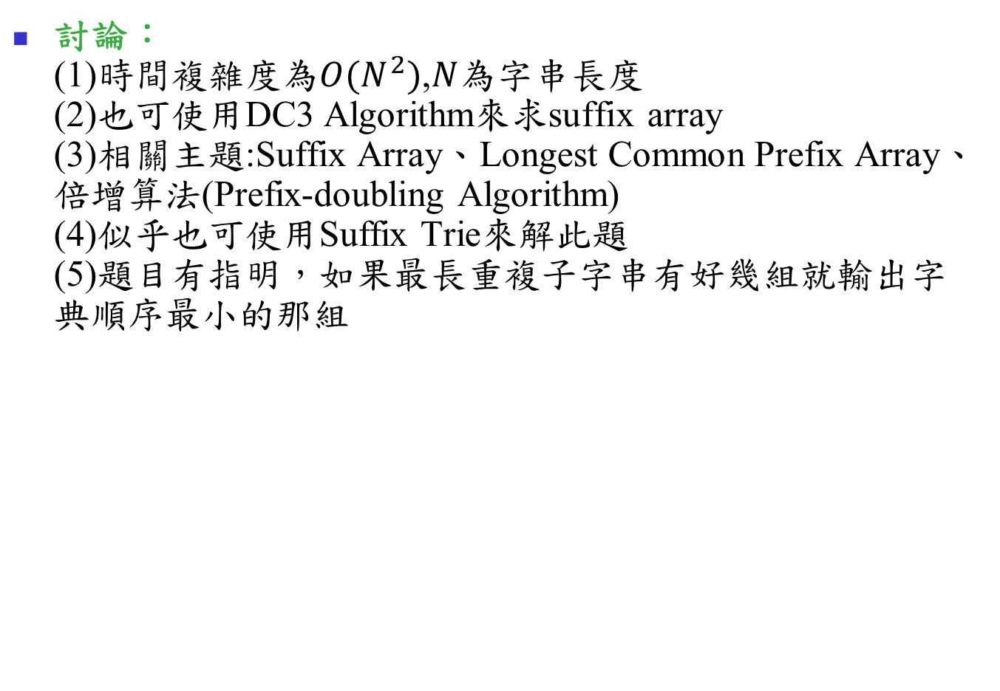 討論：
(1)時間複雜度為O(N²),N為字串長度
(2)也可使用DC3 Algorithm來求suffix array
(3)相關主題:Suffix Array、Longest Common Prefix Array、
倍增算法(Prefix-doubling Algorithm)
(4)似乎也可使用Suffix Trie來解此題
(5)題目有指明，如果最長重複子字串有好幾組就輸出字
典順序最小的那組